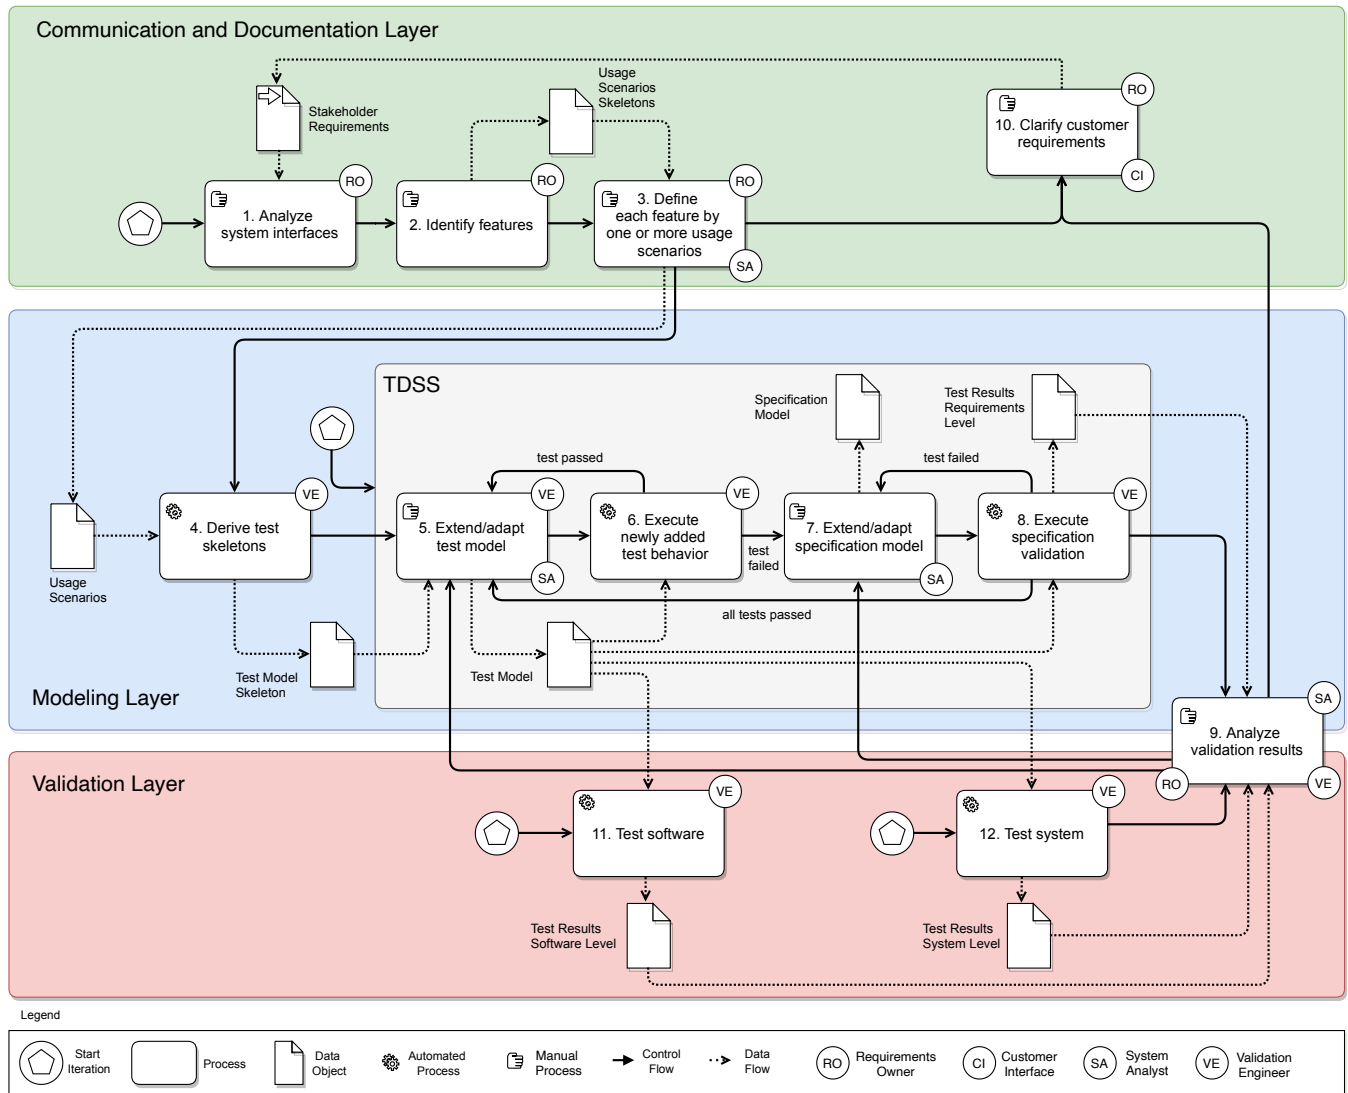 Communication and Documentation Layer
Stakeholder
Requirements
Usage
Scenarios
Skeletons
RO
10. Clarify customer
requirements
CI
RO
1. Analyze
system interfaces
RO
2. Identify features
RO
3. Define
each feature by
one or more usage
scenarios
SA
TDSS
Specification
Model
Test Results
Requirements
Level
test passed
test failed
VE
4. Derive test
skeletons
VE
5. Extend/adapt
test model
SA
VE
6. Execute
newly added
test behavior
test
failed
7. Extend/adapt
specification model
SA
VE
8. Execute
specification
validation
all tests passed
Usage
Scenarios
Test Model
Skeleton
Test Model
Modeling Layer
SA
9. Analyze
validation results
RO
VE
Validation Layer
VE
11. Test software
VE
12. Test system
Test Results
Software Level
Test Results
System Level
Legend
Start
Iteration
Process
Data
Object
Automated
Process
Manual
Process
Control
Flow
Data
Flow
RO
Requirements
Owner
CI
Customer
Interface
SA
System
Analyst
VE
Validation
Engineer